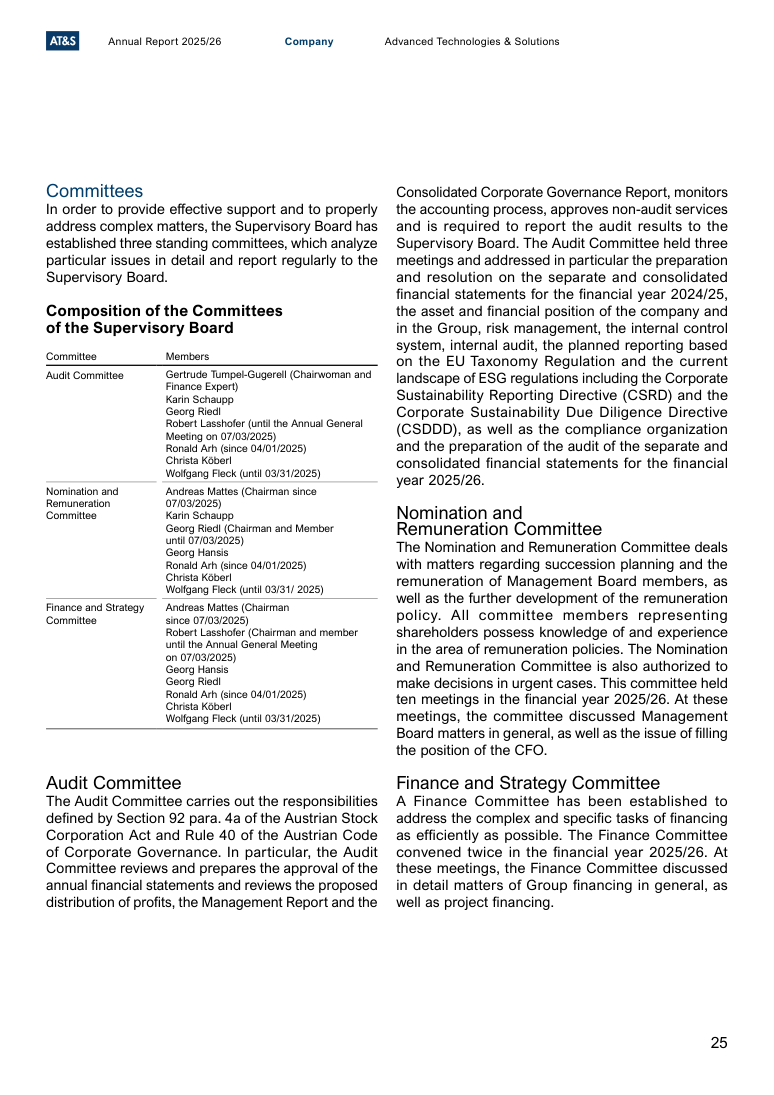 AT&S Annual Report 2025/26 Company Advanced Technologies & Solutions
Committees
In order to provide effective support and to properly
address complex matters, the Supervisory Board has
established three standing committees, which analyze
particular issues in detail and report regularly to the
Supervisory Board.
Composition of the Committees
of the Supervisory Board
Committee Members
Audit Committee Gertrude Tumpel-Gugerell (Chairwoman and
Finance Expert)
Karin Schaupp
Georg Riedl
Robert Lasshofer (until the Annual General
Meeting on 07/03/2025)
Ronald Arh (since 04/01/2025)
Christa Köberl
Wolfgang Fleck (until 03/31/2025)
Nomination and Andreas Mattes (Chairman since
Remuneration 07/03/2025)
Committee Karin Schaupp
Georg Riedl (Chairman and Member
until 07/03/2025)
Georg Hansis
Ronald Arh (since 04/01/2025)
Christa Köberl
Wolfgang Fleck (until 03/31/ 2025)
Finance and Strategy Andreas Mattes (Chairman
Committee since 07/03/2025)
Robert Lasshofer (Chairman and member
until the Annual General Meeting
on 07/03/2025)
Georg Hansis
Georg Riedl
Ronald Arh (since 04/01/2025)
Christa Köberl
Wolfgang Fleck (until 03/31/2025)
Audit Committee
The Audit Committee carries out the responsibilities
defined by Section 92 para. 4a of the Austrian Stock
Corporation Act and Rule 40 of the Austrian Code
of Corporate Governance. In particular, the Audit
Committee reviews and prepares the approval of the
annual financial statements and reviews the proposed
distribution of profits, the Management Report and the
Consolidated Corporate Governance Report, monitors
the accounting process, approves non-audit services
and is required to report the audit results to the
Supervisory Board. The Audit Committee held three
meetings and addressed in particular the preparation
and resolution on the separate and consolidated
financial statements for the financial year 2024/25,
the asset and financial position of the company and
in the Group, risk management, the internal control
system, internal audit, the planned reporting based
on the EU Taxonomy Regulation and the current
landscape of ESG regulations including the Corporate
Sustainability Reporting Directive (CSRD) and the
Corporate Sustainability Due Diligence Directive
(CSDDD), as well as the compliance organization
and the preparation of the audit of the separate and
consolidated financial statements for the financial
year 2025/26.
Nomination and
Remuneration Committee
The Nomination and Remuneration Committee deals
with matters regarding succession planning and the
remuneration of Management Board members, as
well as the further development of the remuneration
policy. All committee members representing
shareholders possess knowledge of and experience
in the area of remuneration policies. The Nomination
and Remuneration Committee is also authorized to
make decisions in urgent cases. This committee held
ten meetings in the financial year 2025/26. At these
meetings, the committee discussed Management
Board matters in general, as well as the issue of filling
the position of the CFO.
Finance and Strategy Committee
A Finance Committee has been established to
address the complex and specific tasks of financing
as efficiently as possible. The Finance Committee
convened twice in the financial year 2025/26. At
these meetings, the Finance Committee discussed
in detail matters of Group financing in general, as
well as project financing.
25